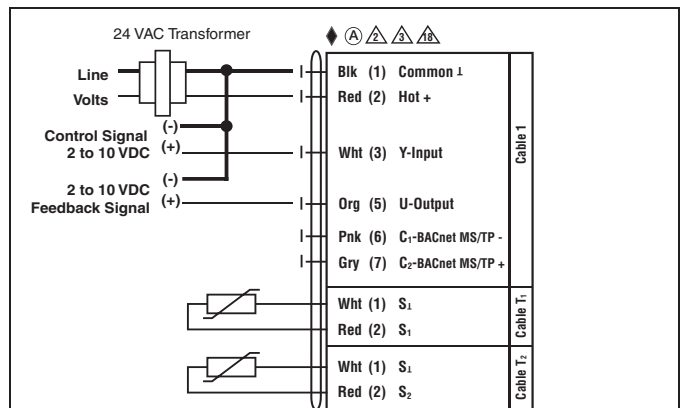 24 VAC Transformer
A 2 3 18
Line
Volts
Control Signal
2 to 10 VDC
(-)
(+)
2 to 10 VDC
Feedback Signal
(-)
(+)
Blk (1) Common ⊥
Red (2) Hot +
Wht (3) Y-Input
Org (5) U-Output
Pnk (6) C₁-BACnet MS/TP -
Gry (7) C₂-BACnet MS/TP +
Cable 1
Wht (1) S⊥
Red (2) S₁
Cable T₁
Wht (1) S⊥
Red (2) S₂
Cable T₂